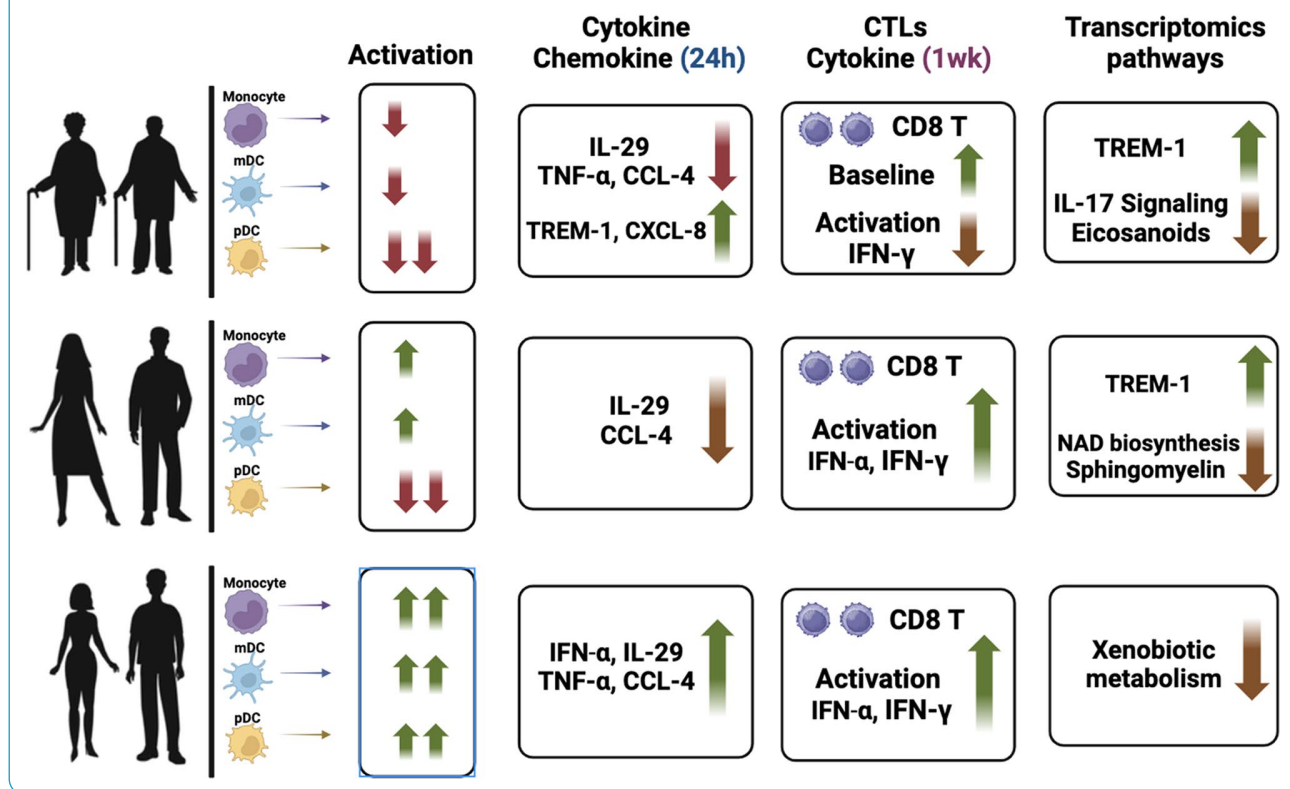 Activation
Cytokine
Chemokine (24h)
CTLs
Cytokine (1wk)
Transcriptomics
pathways
Monocyte
mDC
pDC
IL-29
TNF-α, CCL-4
TREM-1, CXCL-8
CD8 T
Baseline
Activation
IFN-γ
TREM-1
IL-17 Signaling
Eicosanoids
Monocyte
mDC
pDC
IL-29
CCL-4
CD8 T
Activation
IFN-α, IFN-γ
TREM-1
NAD biosynthesis
Sphingomyelin
Monocyte
mDC
pDC
IFN-α, IL-29
TNF-α, CCL-4
CD8 T
Activation
IFN-α, IFN-γ
Xenobiotic
metabolism